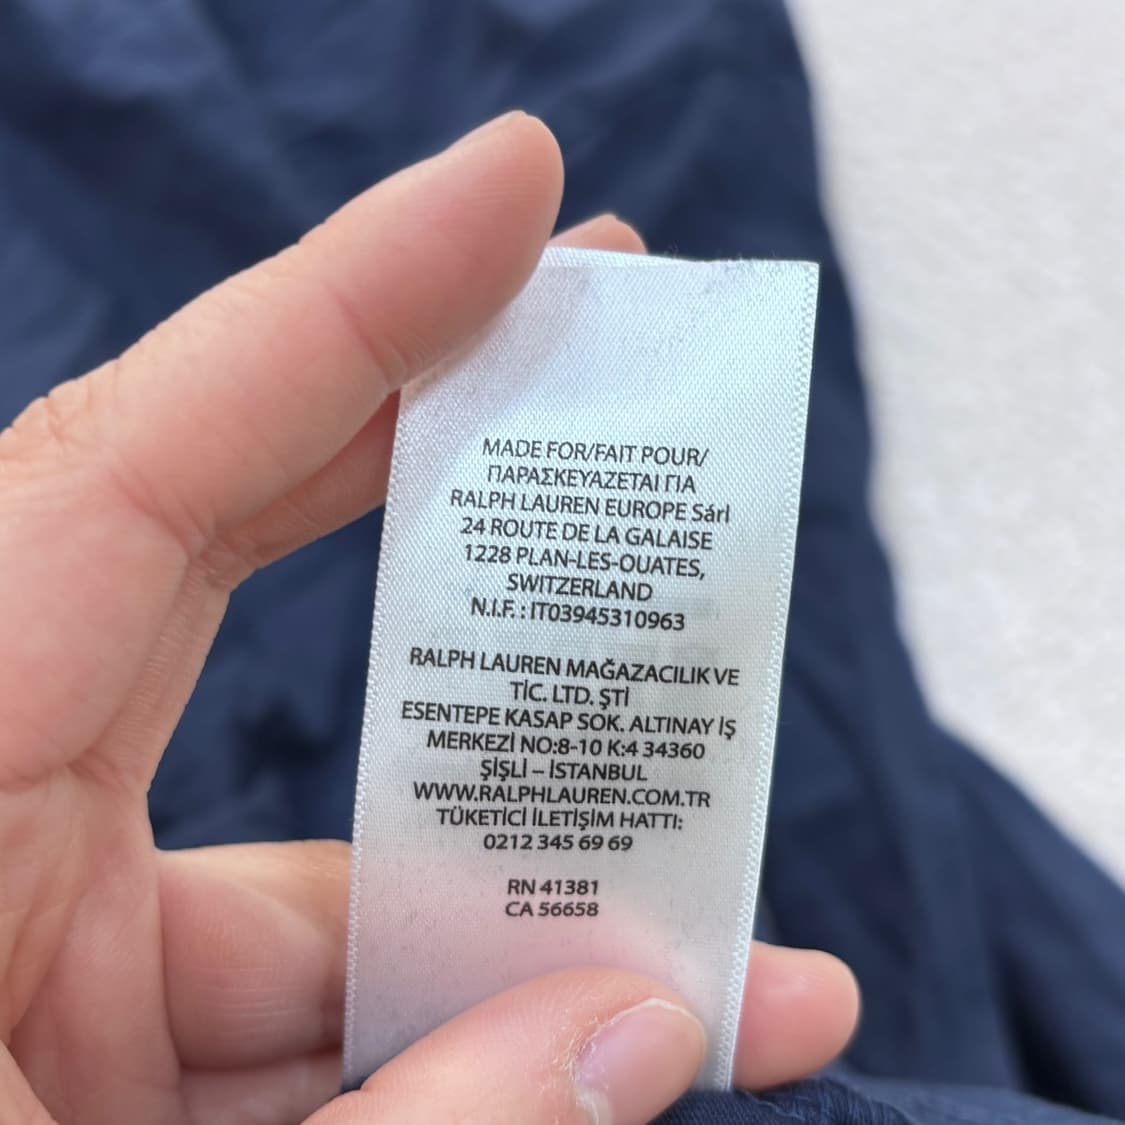 MADE FOR/FAIT POUR/
ΠΑΡΑΣΚΕΥΑΖΕΤΑΙ ΓΙΑ
RALPH LAUREN EUROPE Sárl
24 ROUTE DE LA GALAISE
1228 PLAN-LES-OUATES,
SWITZERLAND
N.I.F. : IT03945310963
RALPH LAUREN MAĞAZACILIK VE
TİC. LTD. ŞTİ
ESENTEPE KASAP SOK. ALTINAY İŞ
MERKEZİ NO:8-10 K:4 34360
ŞİŞLİ – İSTANBUL
WWW.RALPHLAUREN.COM.TR
TÜKETİCİ İLETİŞİM HATTI:
0212 345 69 69
RN 41381
CA 56658